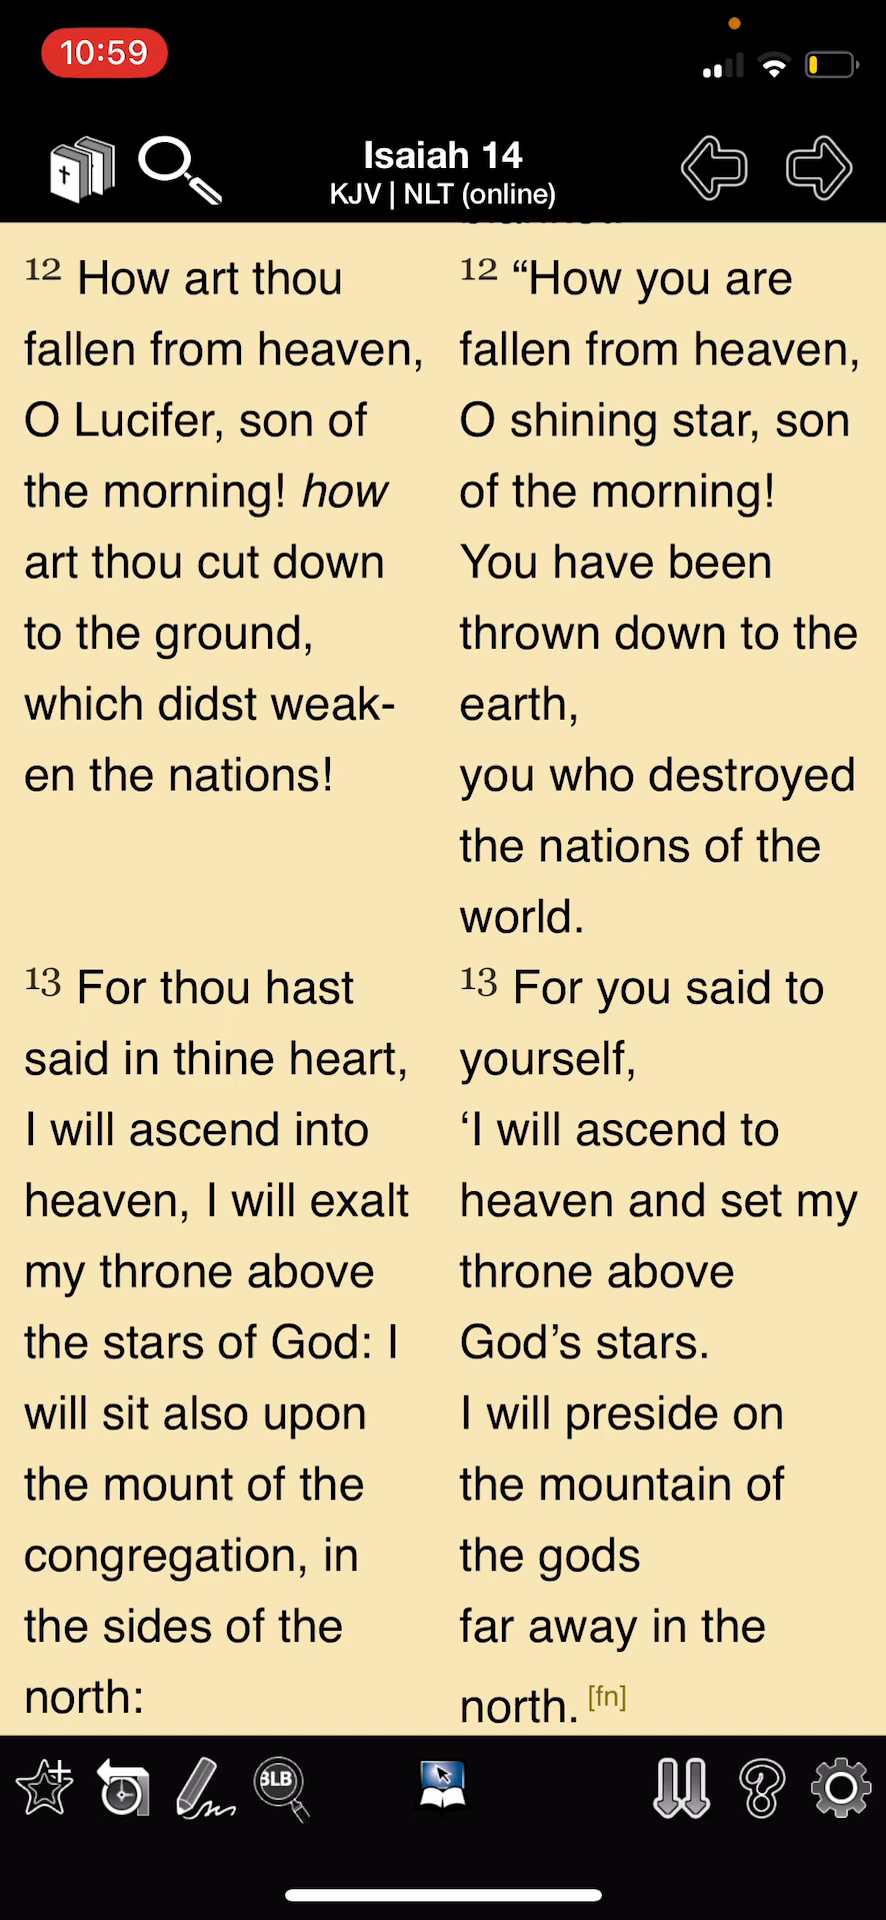 10:59
Isaiah 14
KJV | NLT (online)
12 How art thou
fallen from heaven,
O Lucifer, son of
the morning! how
art thou cut down
to the ground,
which didst weak-
en the nations!
13 For thou hast
said in thine heart,
I will ascend into
heaven, I will exalt
my throne above
the stars of God: I
will sit also upon
the mount of the
congregation, in
the sides of the
north:
12 “How you are
fallen from heaven,
O shining star, son
of the morning!
You have been
thrown down to the
earth,
you who destroyed
the nations of the
world.
13 For you said to
yourself,
‘I will ascend to
heaven and set my
throne above
God’s stars.
I will preside on
the mountain of
the gods
far away in the
north. [fn]
BLB